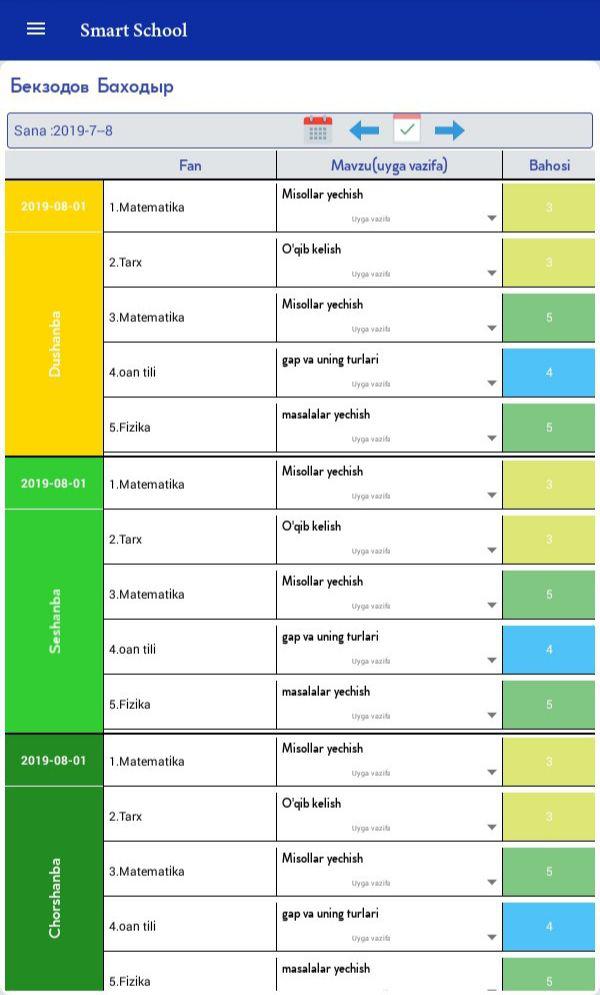 Smart School
Бекзодов Баходыр
Sana :2019-7--8
Fan Mavzu(uyga vazifa) Bahosi
2019-08-01
Dushanba
1.Matematika Misollar yechish 3
Uyga vazifa
2.Tarx O'qib kelish 3
Uyga vazifa
3.Matematika Misollar yechish 5
Uyga vazifa
4.oan tili gap va uning turlari 4
Uyga vazifa
5.Fizika masalalar yechish 5
Uyga vazifa
2019-08-01
Seshanba
1.Matematika Misollar yechish 3
Uyga vazifa
2.Tarx O'qib kelish 3
Uyga vazifa
3.Matematika Misollar yechish 5
Uyga vazifa
4.oan tili gap va uning turlari 4
Uyga vazifa
5.Fizika masalalar yechish 5
Uyga vazifa
2019-08-01
Chorshanba
1.Matematika Misollar yechish 3
Uyga vazifa
2.Tarx O'qib kelish 3
Uyga vazifa
3.Matematika Misollar yechish 5
Uyga vazifa
4.oan tili gap va uning turlari 4
Uyga vazifa
5.Fizika masalalar yechish 5